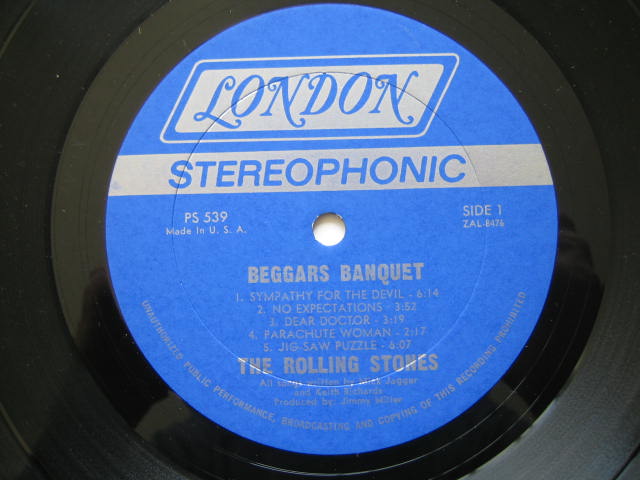 LONDON
STEREOPHONIC
PS 539
Made In U. S. A.
SIDE 1
ZAL-8476
BEGGARS BANQUET
1. SYMPATHY FOR THE DEVIL - 6:14
2. NO EXPECTATIONS - 3:52
3. DEAR DOCTOR - 3:19
4. PARACHUTE WOMAN - 2:17
5. JIG-SAW PUZZLE - 6:07
THE ROLLING STONES
All songs written by Mick Jagger
and Keith Richards
Produced by: Jimmy Miller
UNAUTHORIZED PUBLIC PERFORMANCE, BROADCASTING AND COPYING OF THIS RECORDING PROHIBITED